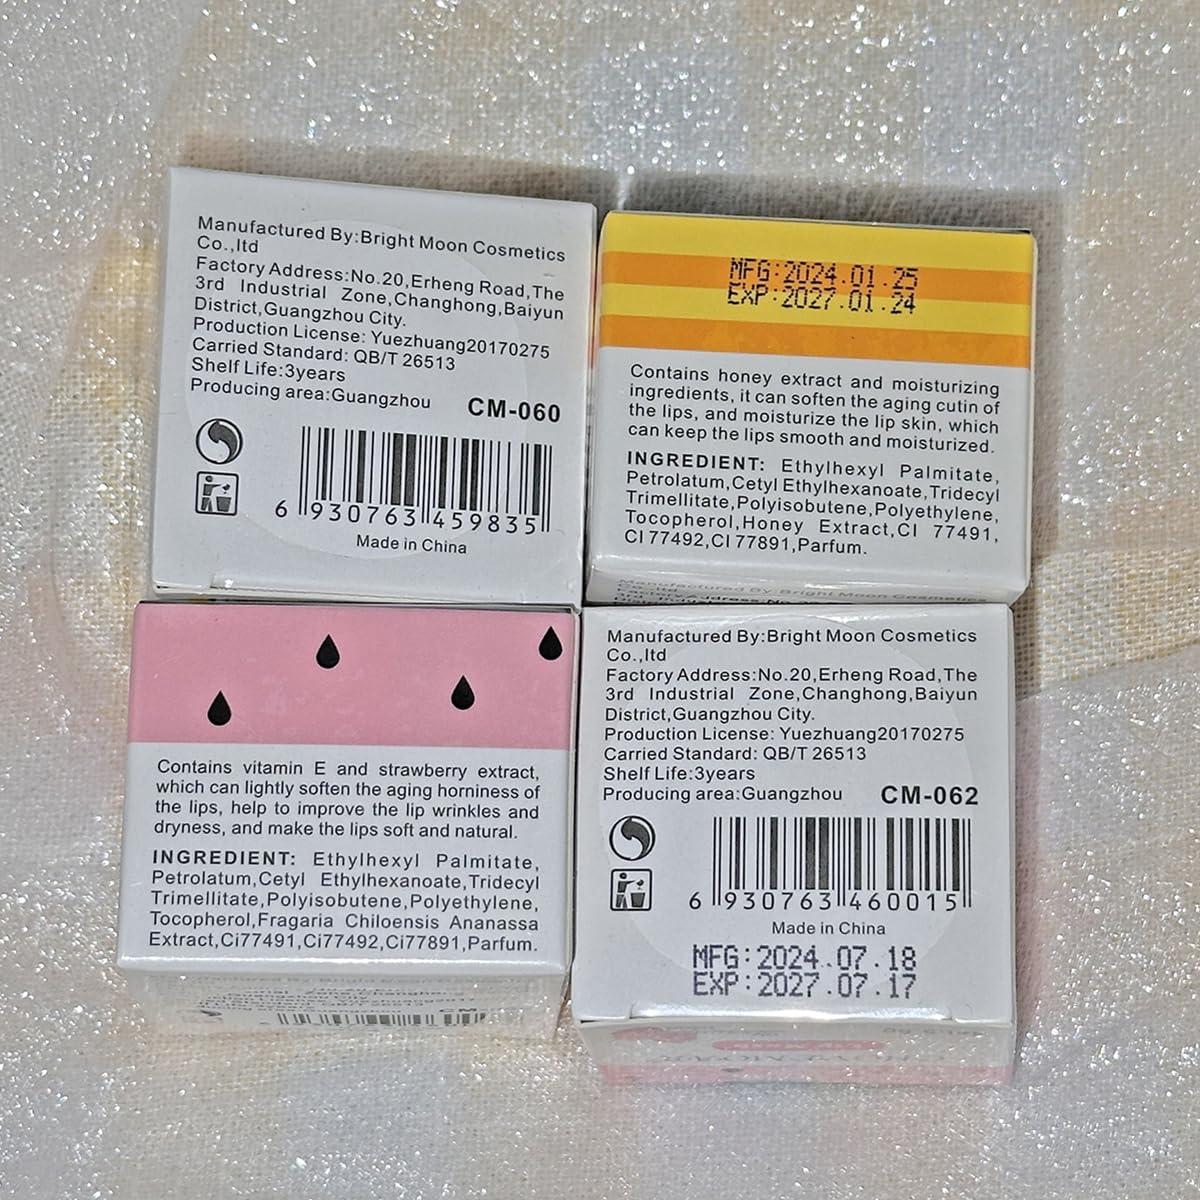 Manufactured By:Bright Moon Cosmetics
Co.,ltd
Factory Address:No.20,Erheng Road,The
3rd Industrial Zone,Changhong,Baiyun
District,Guangzhou City.
Production License: Yuezhuang20170275
Carried Standard: QB/T 26513
Shelf Life:3years
Producing area:Guangzhou
CM-060
6 930763 459835
Made in China
MFG:2024.01.25
EXP:2027.01.24
Contains honey extract and moisturizing
ingredients, it can soften the aging cutin of
the lips, and moisturize the lip skin, which
can keep the lips smooth and moisturized.
INGREDIENT: Ethylhexyl Palmitate,
Petrolatum,Cetyl Ethylhexanoate,Tridecyl
Trimellitate,Polyisobutene,Polyethylene,
Tocopherol,Honey Extract,CI 77491,
CI 77492,CI 77891,Parfum.
Manufactured By:Bright Moon Cosmetics
Contains vitamin E and strawberry extract,
which can lightly soften the aging horniness of
the lips, help to improve the lip wrinkles and
dryness, and make the lips soft and natural.
INGREDIENT: Ethylhexyl Palmitate,
Petrolatum,Cetyl Ethylhexanoate,Tridecyl
Trimellitate,Polyisobutene,Polyethylene,
Tocopherol,Fragaria Chiloensis Ananassa
Extract,Ci77491,Ci77492,Ci77891,Parfum.
Manufactured By:Bright Moon Cosmetics
Co.,ltd
Factory Address:No.20,Erheng Road,The
3rd Industrial Zone,Changhong,Baiyun
District,Guangzhou City.
Production License: Yuezhuang20170275
Carried Standard: QB/T 26513
Shelf Life:3years
Producing area:Guangzhou
CM-062
6 930763 460015
Made in China
MFG:2024.07.18
EXP:2027.07.17